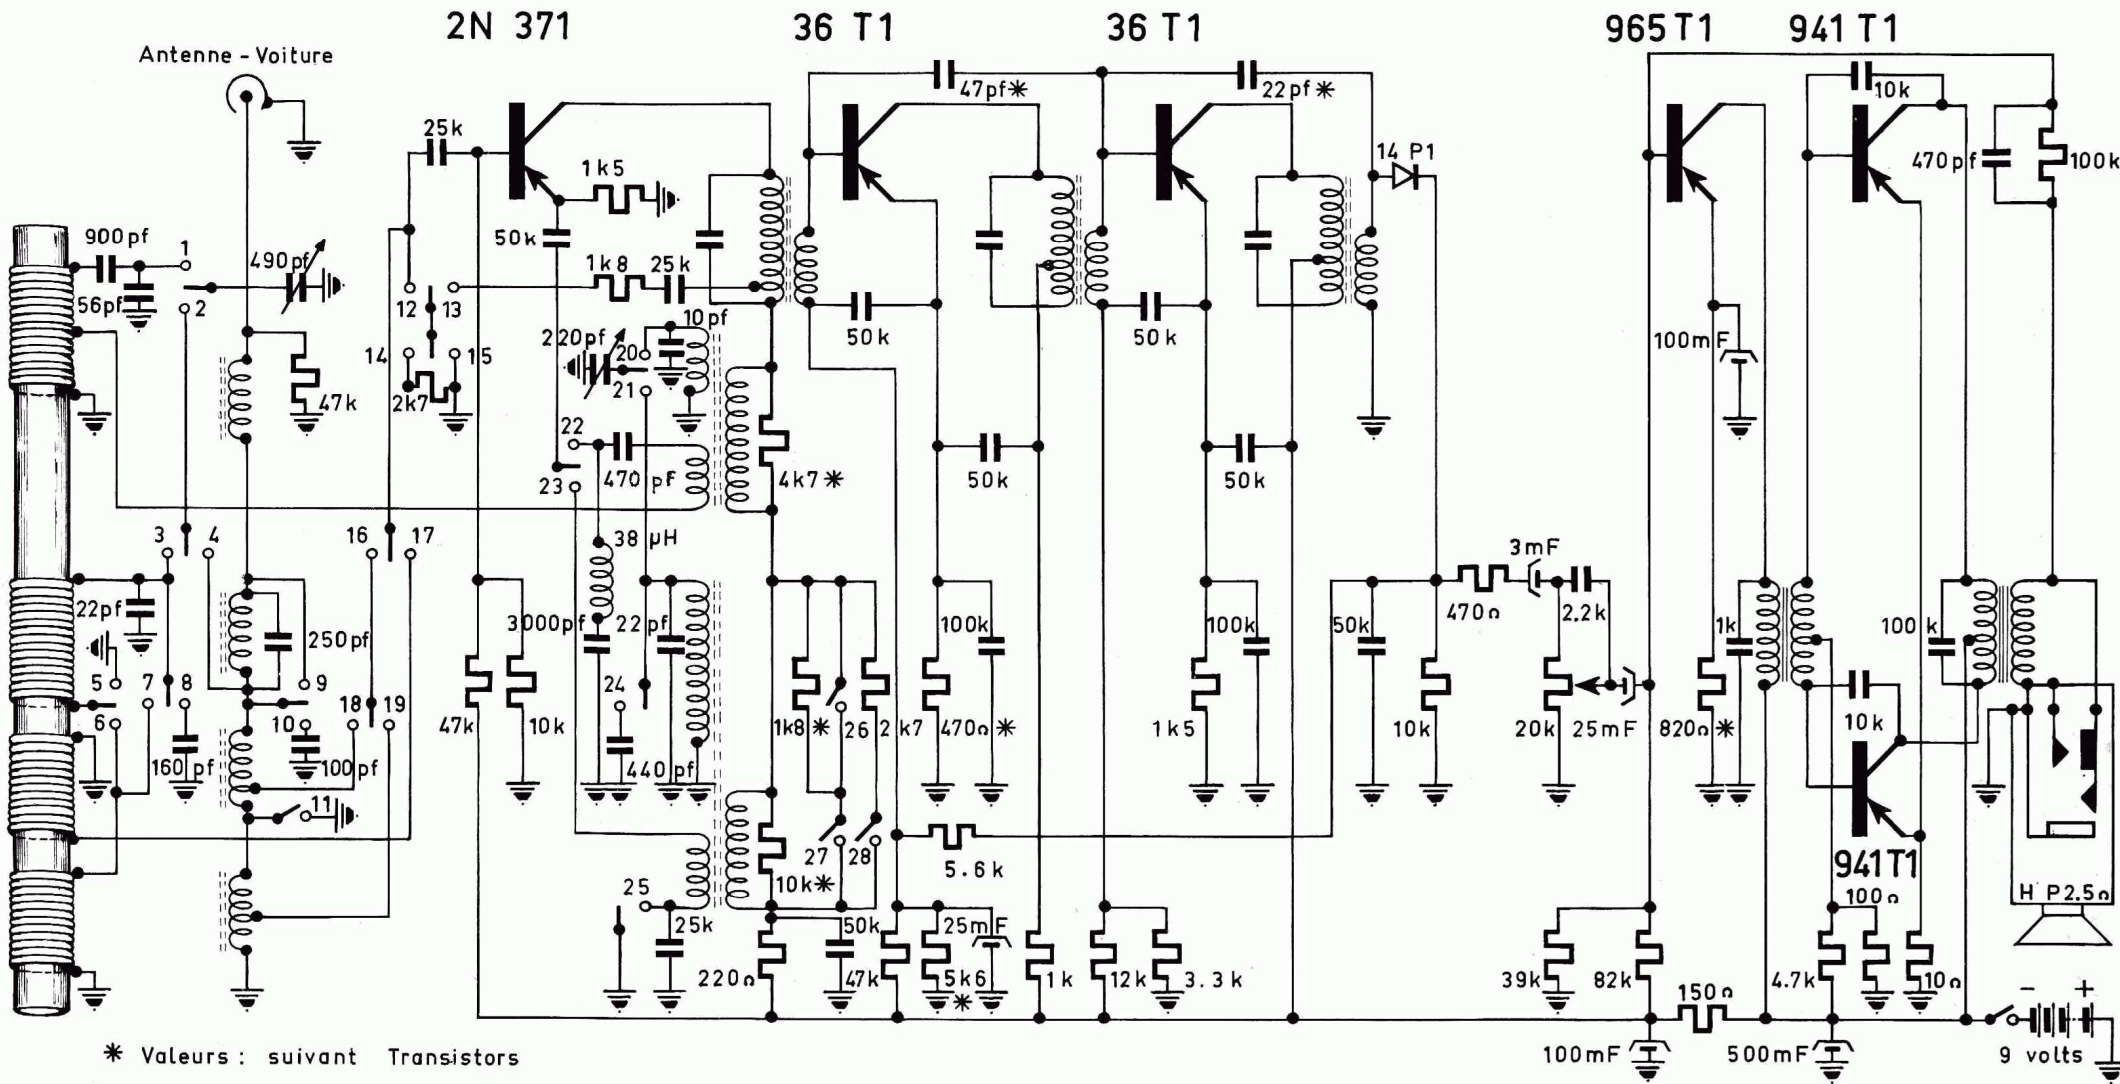 2N 371
36 T1
36 T1
965T1
941 T1
Antenne - Voiture
25k
1k5
50k
1k8
25k
47pf*
22pf*
14 P1
10k
470pf
100k
900pf
56pf
490pf
1
2
47k
12
13
14
15
2k7
10pf
220pf
20
21
22
23
470 pf
4k7*
50k
50k
50k
50k
100mF
3
4
16
17
38 µH
3000pf
22pf
22pf
250pf
5
6
7
8
9
10
11
160pf
100pf
18
19
47k
10k
24
440pf
1k8*
26
2k7
470Ω*
100k
1k5
100k
50k
10k
470Ω
3mF
2.2k
20k
25mF
820Ω*
1k
100k
10k
27
28
10k*
5.6k
25
25k
220Ω
50k
47k
25mF
5k6
*
1k
12k
3.3k
39k
82k
150Ω
4.7k
941T1
100Ω
10Ω
H P2.5Ω
- +
9 volts
100mF
500mF
* Valeurs : suivant Transistors